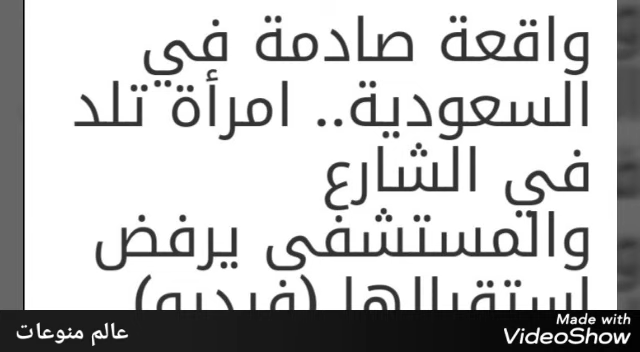 واقعة صادمة في
السعودية.. امرأة تلد
في الشارع
والمستشفى يرفض
استقبالها (فيديو)
عالم منوعات
Made with
VideoShow